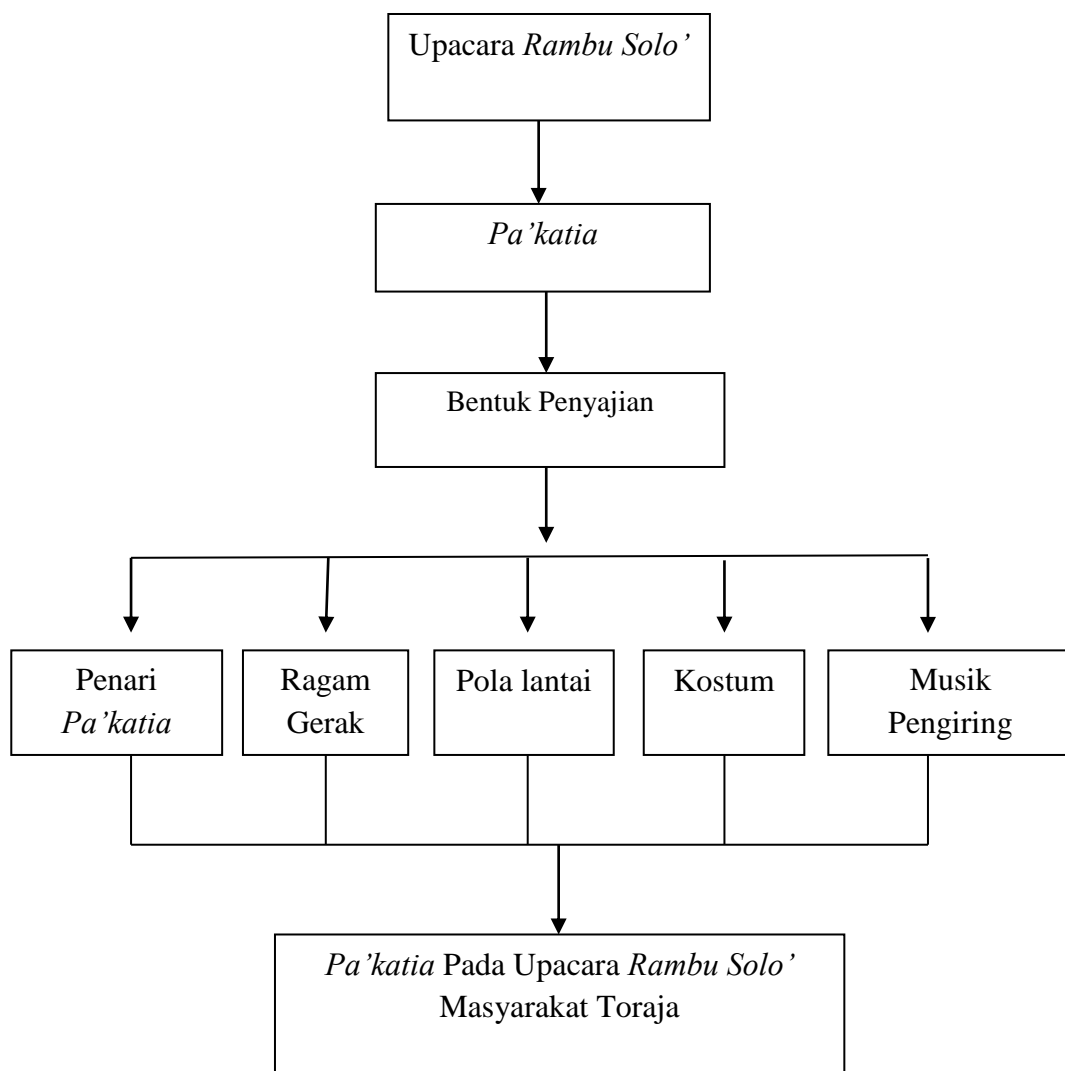 Upacara Rambu Solo’
Pa’katia
Bentuk Penyajian
Penari
Pa’katia
Ragam
Gerak
Pola lantai
Kostum
Musik
Pengiring
Pa’katia Pada Upacara Rambu Solo’
Masyarakat Toraja